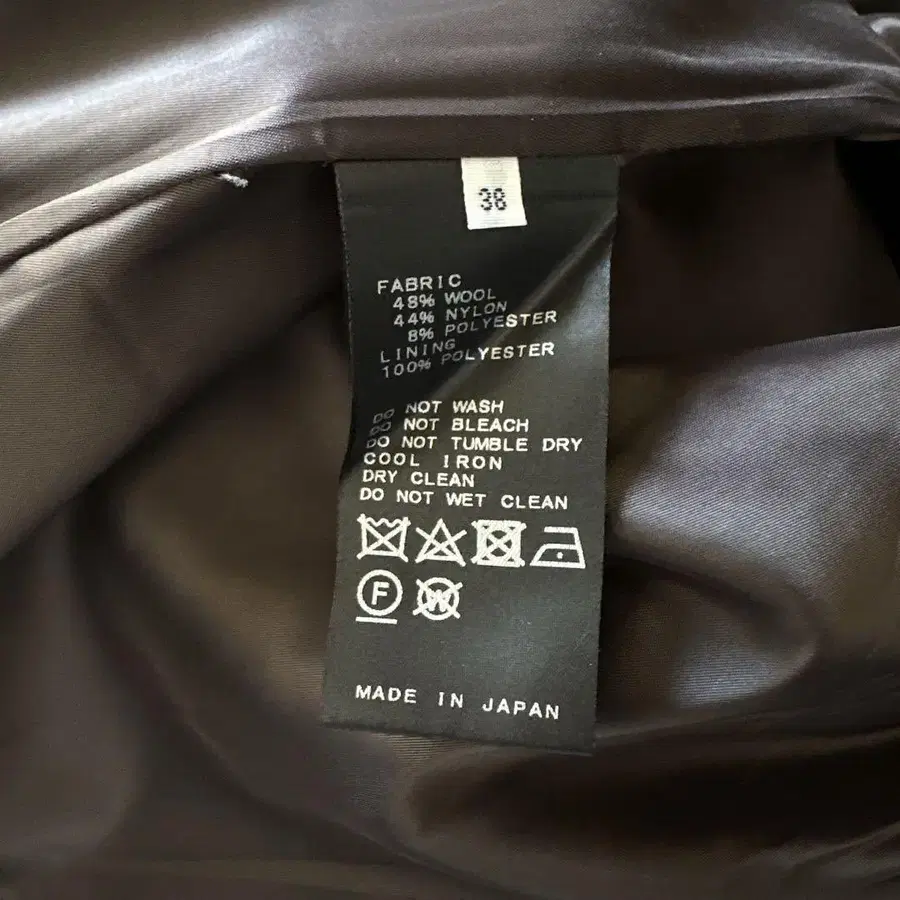 38
FABRIC
48% WOOL
44% NYLON
8% POLYESTER
LINING
100% POLYESTER
DO NOT WASH
DO NOT BLEACH
DO NOT TUMBLE DRY
COOL IRON
DRY CLEAN
DO NOT WET CLEAN
F W
MADE IN JAPAN